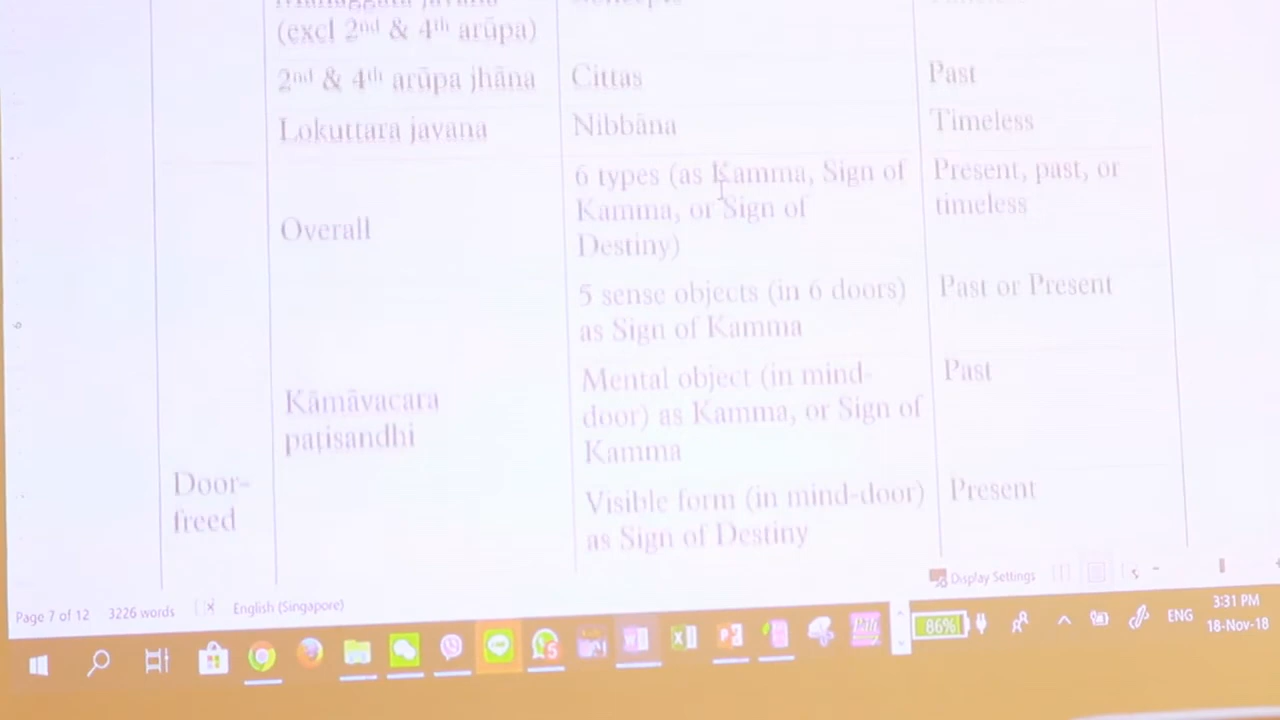 (excl 2nd & 4th arūpa)
2nd & 4th arūpa jhāna
Cittas
Past
Lokuttara javana
Nibbāna
Timeless
Overall
6 types (as Kamma, Sign of
Kamma, or Sign of
Destiny)
Present, past, or
timeless
5 sense objects (in 6 doors)
as Sign of Kamma
Past or Present
Kāmāvacara
paṭisandhi
Mental object (in mind-
door) as Kamma, or Sign of
Kamma
Past
Door-
freed
Visible form (in mind-door)
as Sign of Destiny
Present
Display Settings
Page 7 of 12 3226 words English (Singapore)
86%
ENG
3:31 PM
18-Nov-18